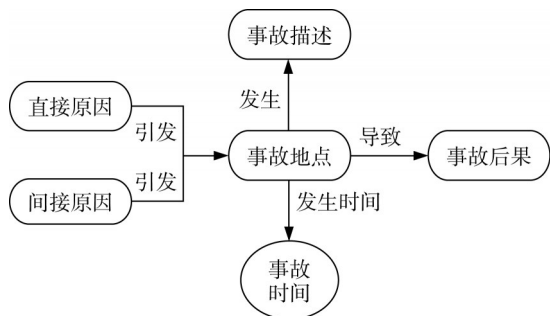 事故描述
发生
直接原因
引发
导致
事故地点
事故后果
引发
间接原因
发生时间
事故
时间